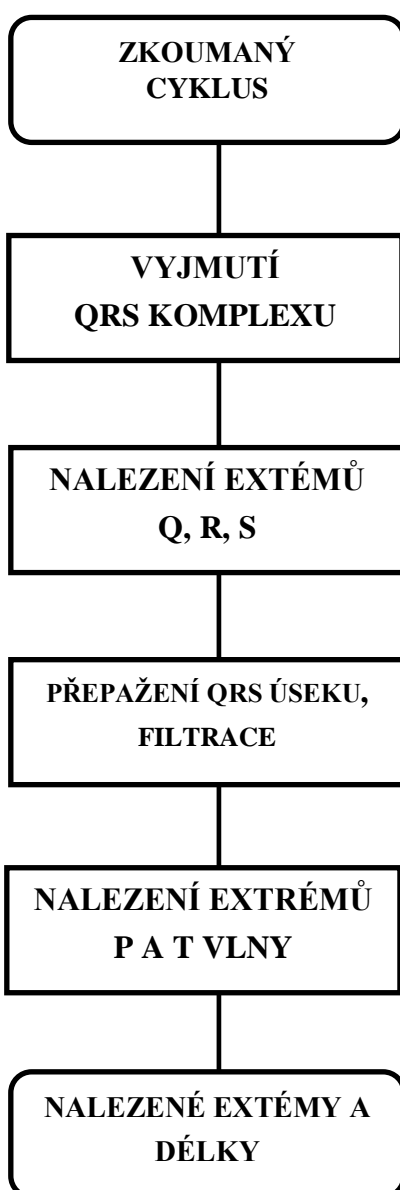 ZKOUMANÝ
CYKLUS
VYJMUTÍ
QRS KOMPLEXU
NALEZENÍ EXTÉMŮ
Q, R, S
PŘEPAŽENÍ QRS ÚSEKU,
FILTRACE
NALEZENÍ EXTRÉMŮ
P A T VLNY
NALEZENÉ EXTÉMY A
DÉLKY